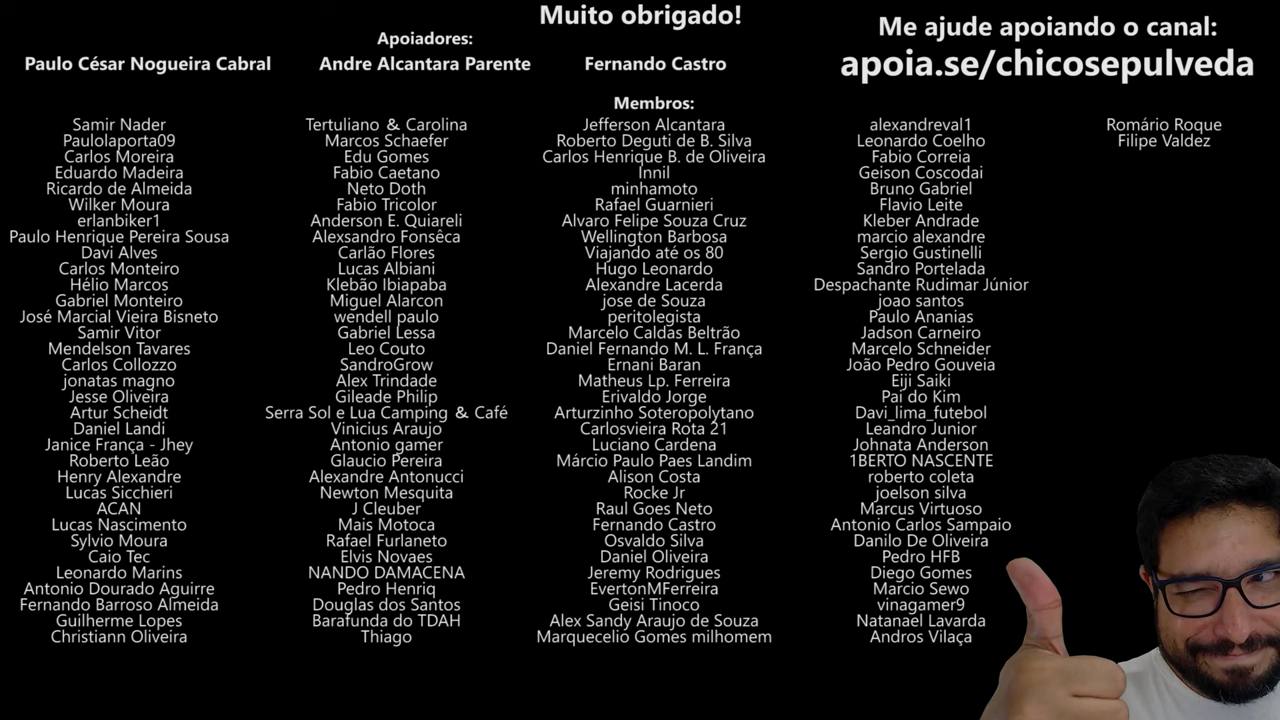 Muito obrigado!
Me ajude apoiando o canal:
apoia.se/chicosepulveda
Apoiadores:
Paulo César Nogueira Cabral
Andre Alcantara Parente
Fernando Castro
Membros:
Samir Nader
Paulolaporta09
Carlos Moreira
Eduardo Madeira
Ricardo de Almeida
Wilker Moura
erlanbiker1
Paulo Henrique Pereira Sousa
Davi Alves
Carlos Monteiro
Hélio Marcos
Gabriel Monteiro
José Marcial Vieira Bisneto
Samir Vitor
Mendelson Tavares
Carlos Collozzo
jonatas magno
Jesse Oliveira
Artur Scheidt
Daniel Landi
Janice França - Jhey
Roberto Leão
Henry Alexandre
Lucas Sicchieri
ACAN
Lucas Nascimento
Sylvio Moura
Caio Tec
Leonardo Marins
Antonio Dourado Aguirre
Fernando Barroso Almeida
Guilherme Lopes
Christiann Oliveira
Tertuliano & Carolina
Marcos Schaefer
Edu Gomes
Fabio Caetano
Neto Doth
Fabio Tricolor
Anderson E. Quiareli
Alexsandro Fonsêca
Carlão Flores
Lucas Albiani
Klebão Ibiapaba
Miguel Alarcon
wendell paulo
Gabriel Lessa
Leo Couto
SandroGrow
Alex Trindade
Gileade Philip
Serra Sol e Lua Camping & Café
Vinicius Araujo
Antonio gamer
Glaucio Pereira
Alexandre Antonucci
Newton Mesquita
J Cleuber
Mais Motoca
Rafael Furlaneto
Elvis Novaes
NANDO DAMACENA
Pedro Henriq
Douglas dos Santos
Barafunda do TDAH
Thiago
Jefferson Alcantara
Roberto Deguti de B. Silva
Carlos Henrique B. de Oliveira
Innil
minhamoto
Rafael Guarnieri
Alvaro Felipe Souza Cruz
Wellington Barbosa
Viajando até os 80
Hugo Leonardo
Alexandre Lacerda
jose de Souza
peritolegista
Marcelo Caldas Beltrão
Daniel Fernando M. L. França
Ernani Baran
Matheus Lp. Ferreira
Erivaldo Jorge
Arturzinho Soteropolytano
Carlosvieira Rota 21
Luciano Cardena
Márcio Paulo Paes Landim
Alison Costa
Rocke Jr
Raul Goes Neto
Fernando Castro
Osvaldo Silva
Daniel Oliveira
Jeremy Rodrigues
EvertonMFerreira
Geisi Tinoco
Alex Sandy Araujo de Souza
Marquecelio Gomes milhomem
alexandreval1
Leonardo Coelho
Fabio Correia
Geison Coscodai
Bruno Gabriel
Flavio Leite
Kleber Andrade
marcio alexandre
Sergio Gustinelli
Sandro Portelada
Despachante Rudimar Júnior
joao santos
Paulo Ananias
Jadson Carneiro
Marcelo Schneider
João Pedro Gouveia
Eiji Saiki
Pai do Kim
Davi_lima_futebol
Leandro Junior
Johnata Anderson
1BERTO NASCENTE
roberto coleta
joelson silva
Marcus Virtuoso
Antonio Carlos Sampaio
Danilo De Oliveira
Pedro HFB
Diego Gomes
Marcio Sewo
vinagamer9
Natanael Lavarda
Andros Vilaça
Romário Roque
Filipe Valdez